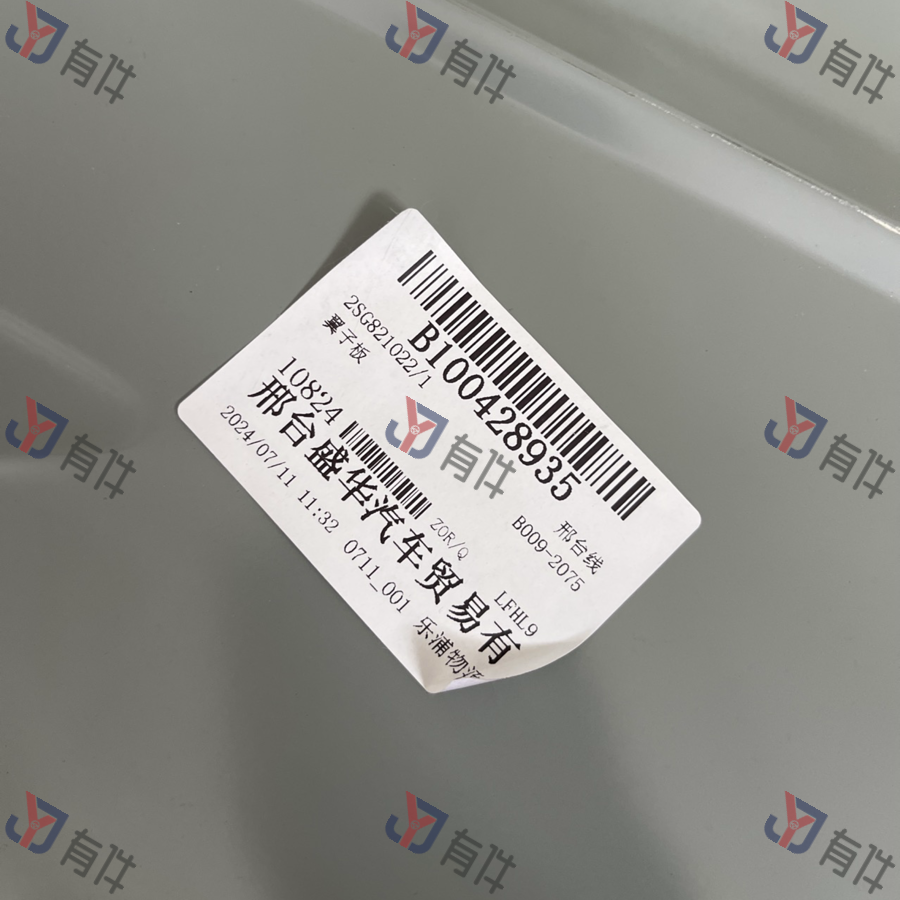 B100428935
2SG821022/1
翼子板
邢台线
B009-2075
10824
ZOR/Q
LFHL9
邢台盛华汽车贸易有
2024/07/11 11:32 0711_001 乐浦物流
有件
有件
有件
有件
有件
有件
有件
有件
有件